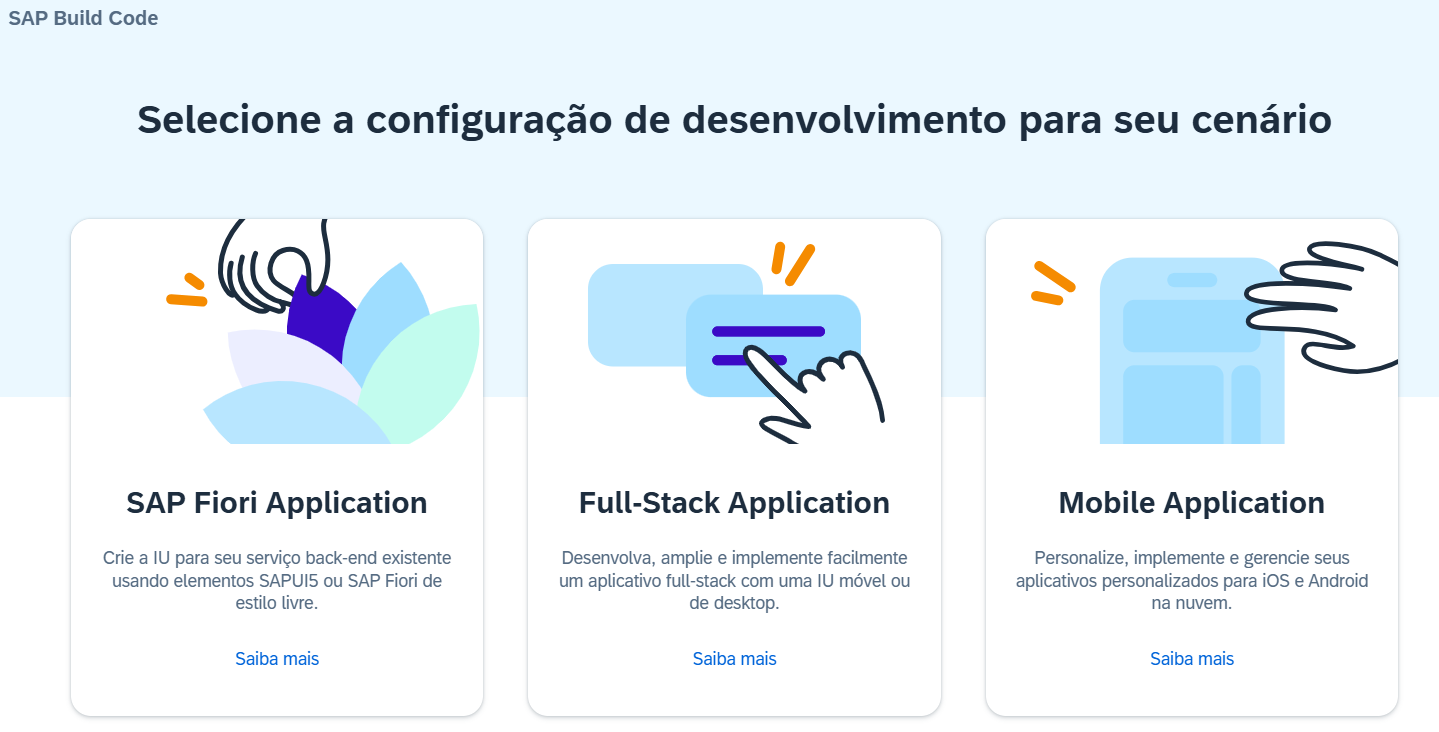 SAP Build Code
Selecione a configuração de desenvolvimento para seu cenário
SAP Fiori Application
Crie a IU para seu serviço back-end existente
usando elementos SAPUI5 ou SAP Fiori de
estilo livre.
Saiba mais
Full-Stack Application
Desenvolva, amplie e implemente facilmente
um aplicativo full-stack com uma IU móvel ou
de desktop.
Saiba mais
Mobile Application
Personalize, implemente e gerencie seus
aplicativos personalizados para iOS e Android
na nuvem.
Saiba mais